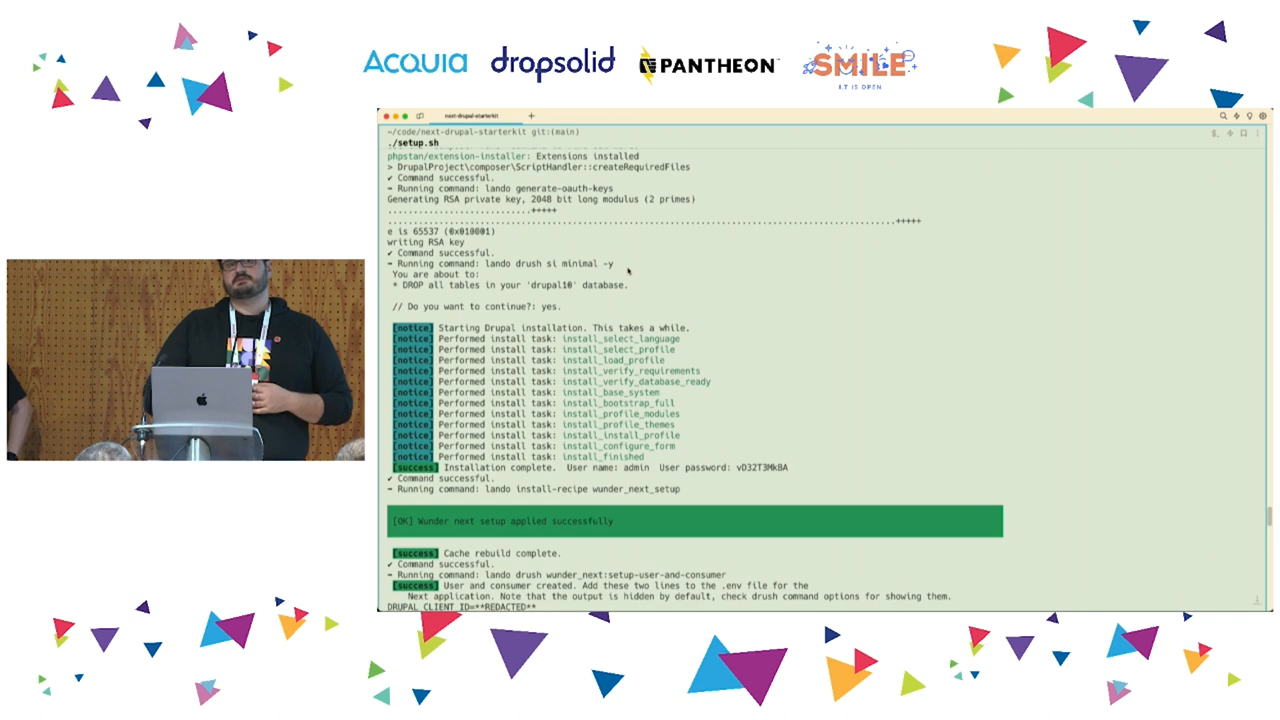 ACQUIA dropsolid PANTHEON SMILE
I.T IS OPEN
next-drupal-starterkit
~/code/next-drupal-starterkit git:(main)
./setup.sh
phpstan/extension-installer: Extensions installed
> DrupalProject\composer\ScriptHandler::createRequiredFiles
✔ Command successful.
➞ Running command: lando generate-oauth-keys
Generating RSA private key, 2048 bit long modulus (2 primes)
............................+++++
...................................................................................................+++++
e is 65537 (0x010001)
writing RSA key
✔ Command successful.
➞ Running command: lando drush si minimal -y
You are about to:
* DROP all tables in your 'drupal10' database.
// Do you want to continue?: yes.
[notice] Starting Drupal installation. This takes a while.
[notice] Performed install task: install_select_language
[notice] Performed install task: install_select_profile
[notice] Performed install task: install_load_profile
[notice] Performed install task: install_verify_requirements
[notice] Performed install task: install_verify_database_ready
[notice] Performed install task: install_base_system
[notice] Performed install task: install_bootstrap_full
[notice] Performed install task: install_profile_modules
[notice] Performed install task: install_profile_themes
[notice] Performed install task: install_install_profile
[notice] Performed install task: install_configure_form
[notice] Performed install task: install_finished
[success] Installation complete. User name: admin User password: vD32T3MkBA
✔ Command successful.
➞ Running command: lando install-recipe wunder_next_setup
[OK] Wunder next setup applied successfully
[success] Cache rebuild complete.
✔ Command successful.
➞ Running command: lando drush wunder_next:setup-user-and-consumer
[success] User and consumer created. Add these two lines to the .env file for the
Next application. Note that the output is hidden by default, check drush command options for showing them.
DRUPAL_CLIENT_ID=**REDACTED**